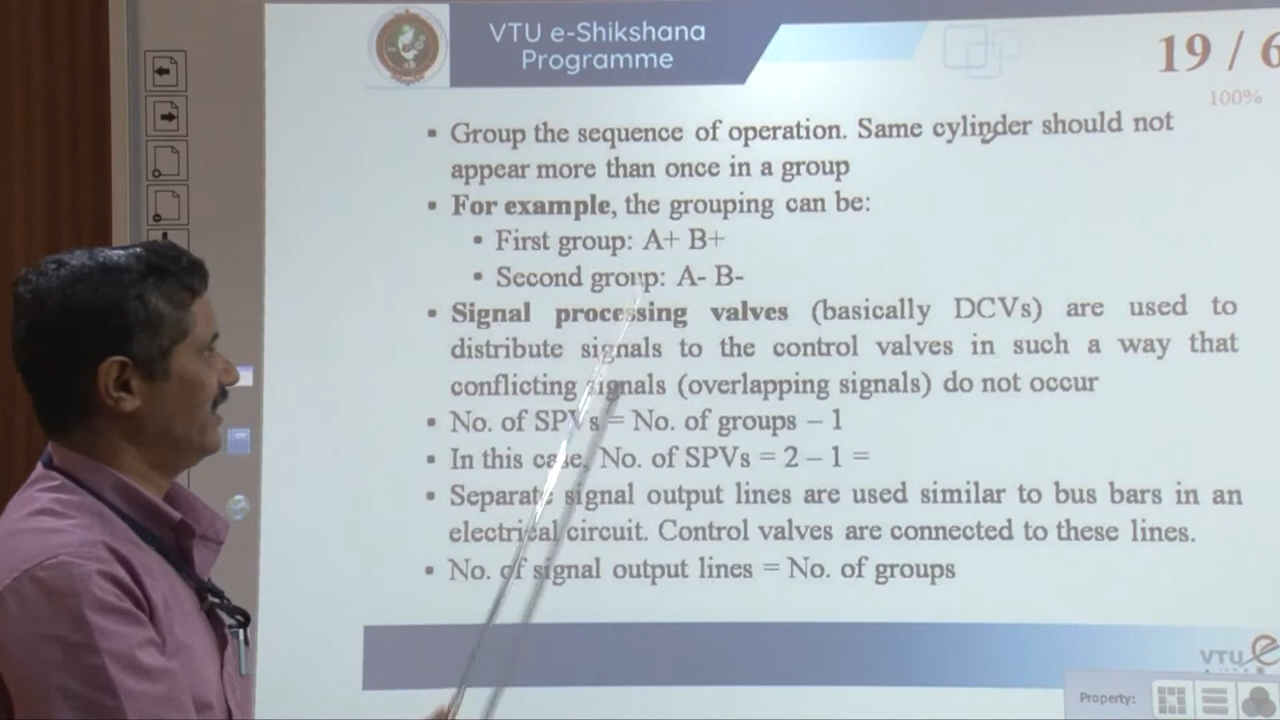 VTU e-Shikshana
Programme
19 / 6
100%
▪ Group the sequence of operation. Same cylinder should not
appear more than once in a group
▪ For example, the grouping can be:
▪ First group: A+ B+
▪ Second group: A- B-
▪ Signal processing valves (basically DCVs) are used to
distribute signals to the control valves in such a way that
conflicting signals (overlapping signals) do not occur
▪ No. of SPVs = No. of groups – 1
▪ In this case, No. of SPVs = 2 – 1 =
▪ Separate signal output lines are used similar to bus bars in an
electrical circuit. Control valves are connected to these lines.
▪ No. of signal output lines = No. of groups
VTU e
Property: